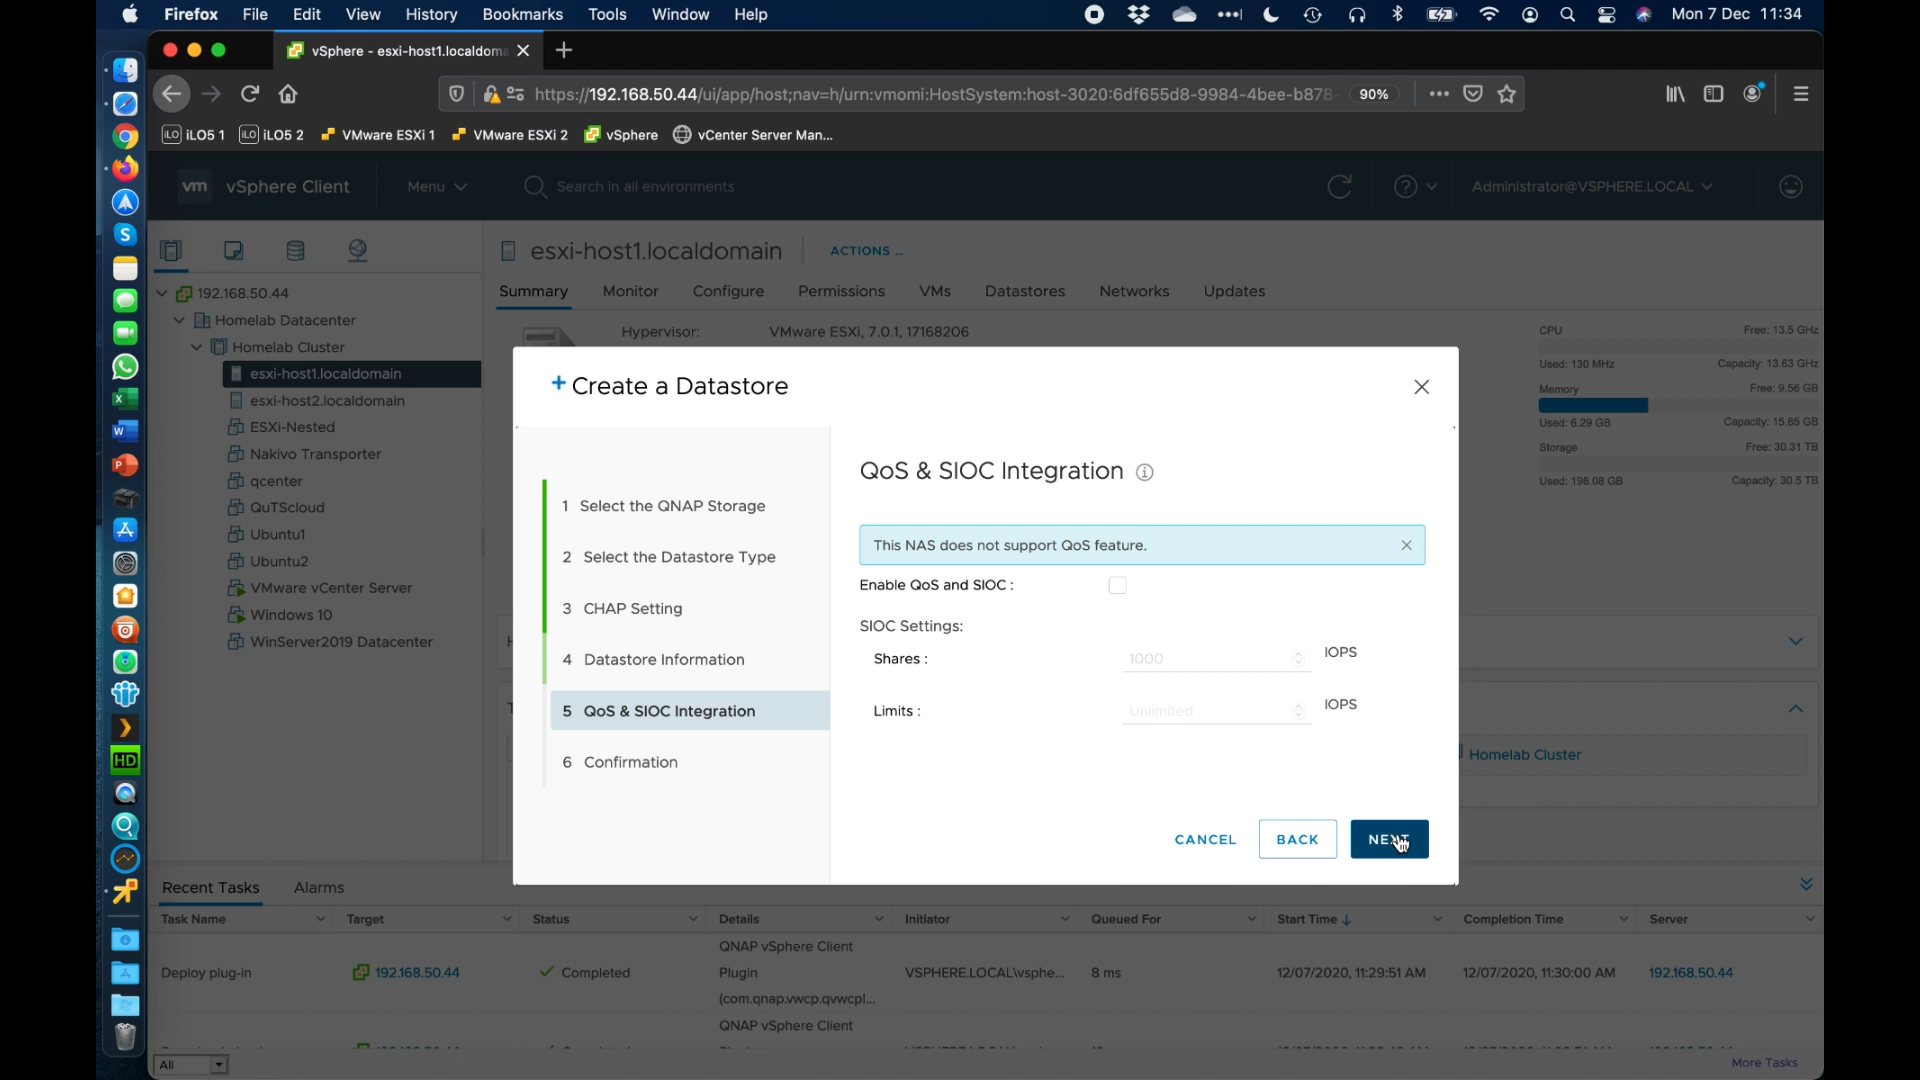 Firefox File Edit View History Bookmarks Tools Window Help Mon 7 Dec 11:34
vSphere - esxi-host1.localdoma
https://192.168.50.44/ui/app/host;nav=h/urn:vmomi:HostSystem:host-3020:6df655d8-9984-4bee-b878- 90%
iLO iLO5 1 iLO iLO5 2 VMware ESXi 1 VMware ESXi 2 vSphere vCenter Server Man...
vm vSphere Client Menu Search in all environments Administrator@VSPHERE.LOCAL
esxi-host1.localdomain ACTIONS ...
Summary Monitor Configure Permissions VMs Datastores Networks Updates
192.168.50.44
Homelab Datacenter
Homelab Cluster
esxi-host1.localdomain
esxi-host2.localdomain
ESXi-Nested
Nakivo Transporter
qcenter
QuTScloud
Ubuntu1
Ubuntu2
VMware vCenter Server
Windows 10
WinServer2019 Datacenter
Hypervisor: VMware ESXi, 7.0.1, 17168206
CPU Free: 13.5 GHz
Used: 130 MHz Capacity: 13.63 GHz
Memory Free: 9.56 GB
Used: 6.29 GB Capacity: 15.85 GB
Storage Free: 30.31 TB
Used: 196.08 GB Capacity: 30.5 TB
Homelab Cluster
+ Create a Datastore
1 Select the QNAP Storage
2 Select the Datastore Type
3 CHAP Setting
4 Datastore Information
5 QoS & SIOC Integration
6 Confirmation
QoS & SIOC Integration
This NAS does not support QoS feature.
Enable QoS and SIOC :
SIOC Settings:
Shares : 1000 IOPS
Limits : Unlimited IOPS
CANCEL BACK NEXT
Recent Tasks Alarms
Task Name Target Status Details Initiator Queued For Start Time Completion Time Server
QNAP vSphere Client
Deploy plug-in 192.168.50.44 Completed Plugin VSPHERE.LOCAL\vsphe... 8 ms 12/07/2020, 11:29:51 AM 12/07/2020, 11:30:00 AM 192.168.50.44
(com.qnap.vwcp.qvwcpl...
QNAP vSphere Client
All More Tasks